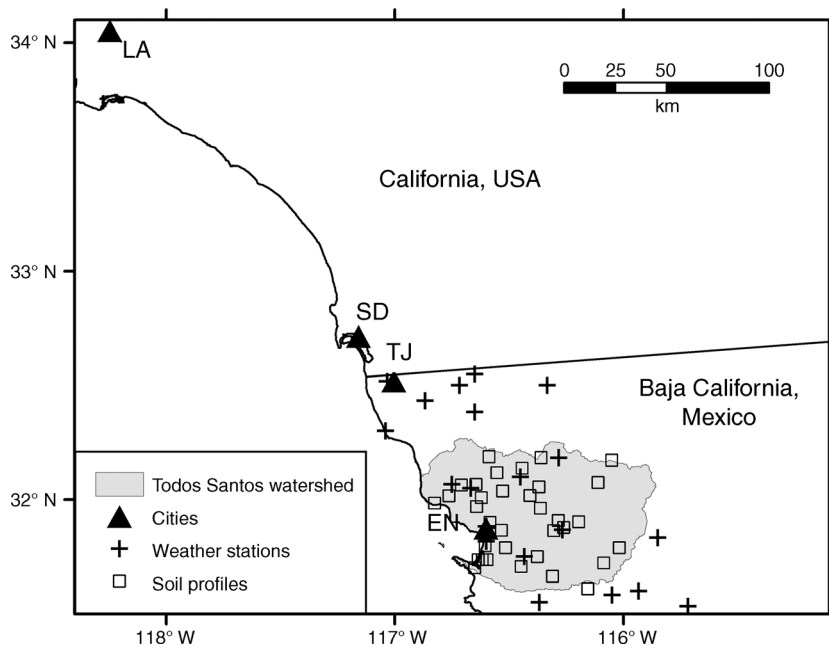 34° N
LA
0 25 50 100
km
California, USA
33° N
SD
TJ
Baja California,
Mexico
32° N
EN
Todos Santos watershed
Cities
Weather stations
Soil profiles
118° W 117° W 116° W